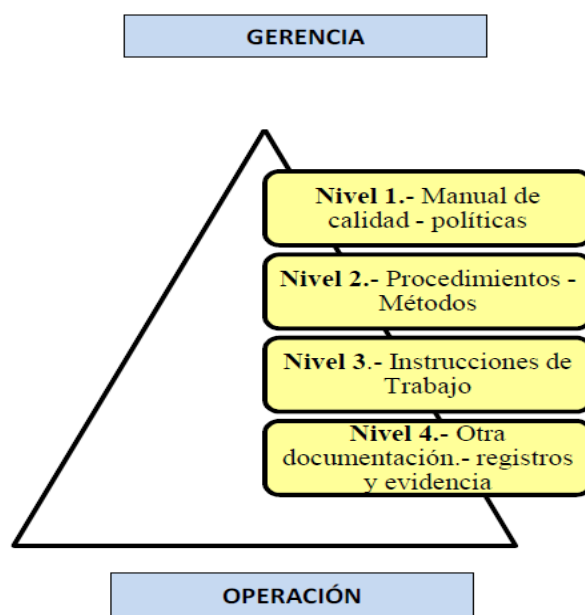 GERENCIA
Nivel 1.- Manual de
calidad - políticas
Nivel 2.- Procedimientos -
Métodos
Nivel 3.- Instrucciones de
Trabajo
Nivel 4.- Otra
documentación.- registros
y evidencia
OPERACIÓN